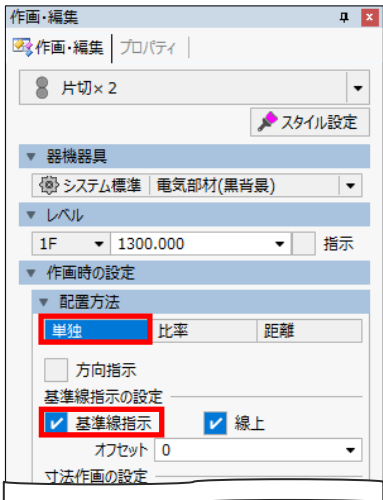 作画・編集
作画・編集 プロパティ
片切×2
スタイル設定
器機器具
システム標準 電気部材(黒背景)
レベル
1F 1300.000 指示
作画時の設定
配置方法
単独 比率 距離
方向指示
基準線指示の設定
基準線指示 線上
オフセット 0
寸法作画の設定